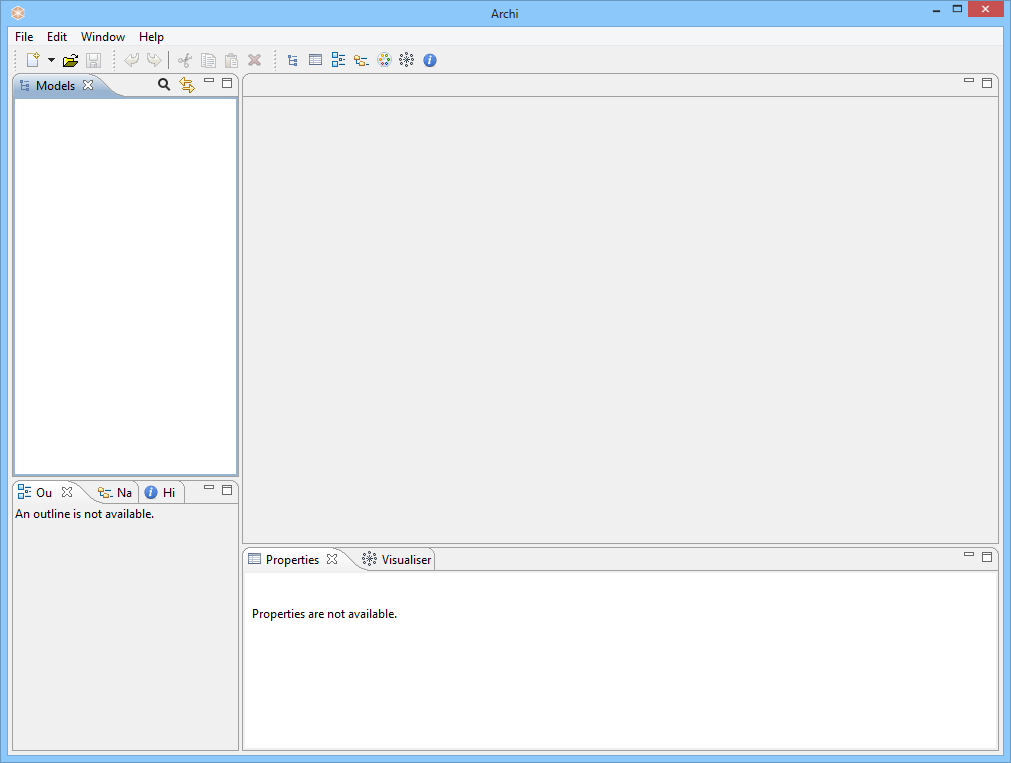 Archi
File Edit Window Help
Models
Ou Na Hi
An outline is not available.
Properties Visualiser
Properties are not available.